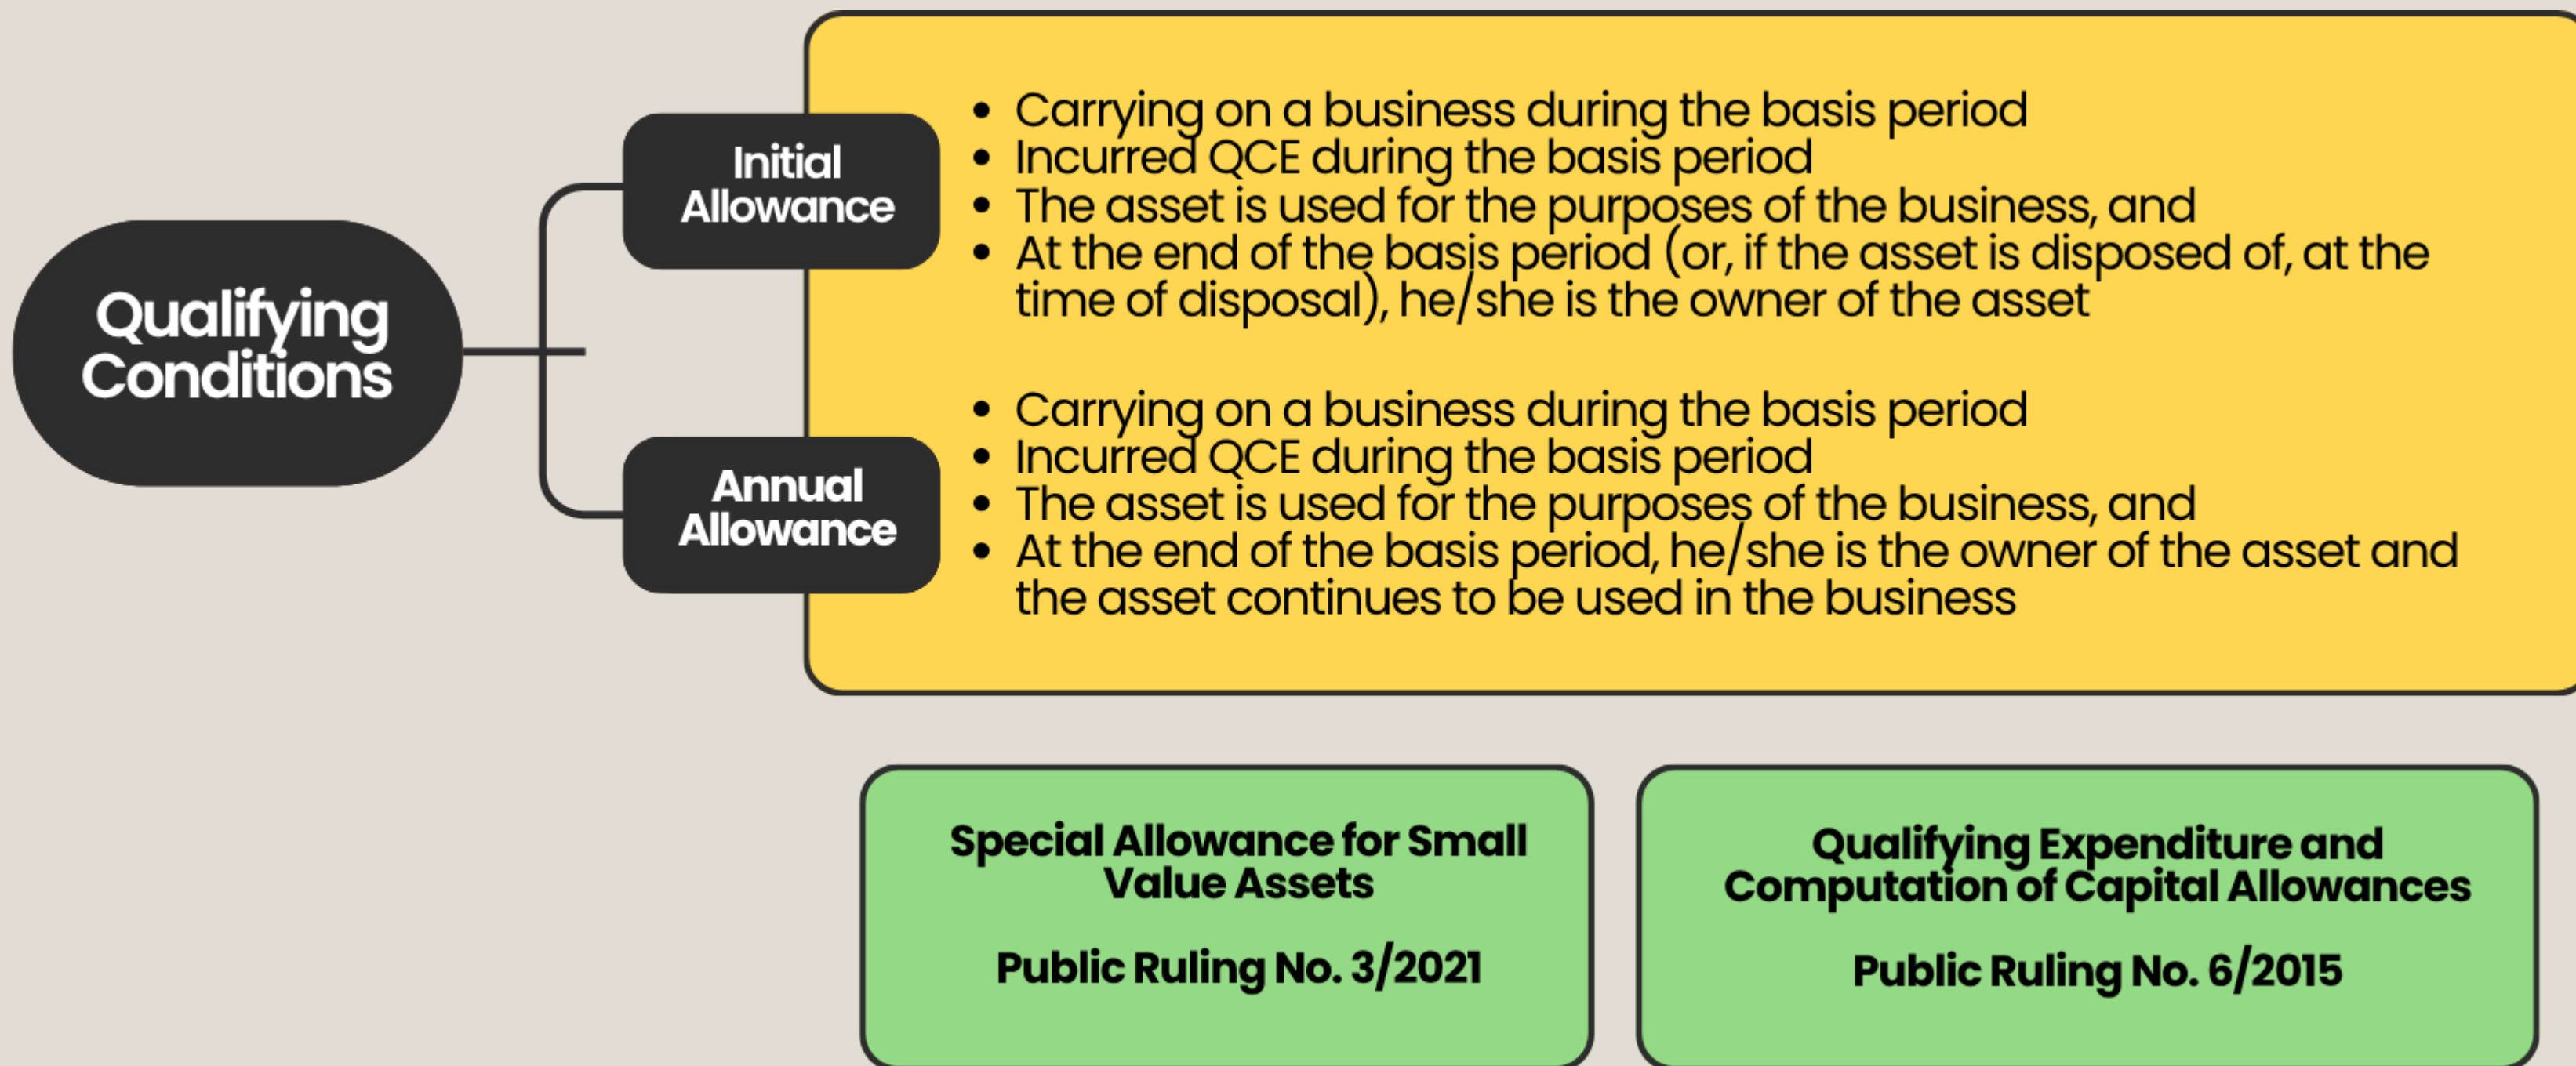 Qualifying
Conditions
Initial
Allowance
• Carrying on a business during the basis period
• Incurred QCE during the basis period
• The asset is used for the purposes of the business, and
• At the end of the basis period (or, if the asset is disposed of, at the
time of disposal), he/she is the owner of the asset
Annual
Allowance
• Carrying on a business during the basis period
• Incurred QCE during the basis period
• The asset is used for the purposes of the business, and
• At the end of the basis period, he/she is the owner of the asset and
the asset continues to be used in the business
Special Allowance for Small
Value Assets
Public Ruling No. 3/2021
Qualifying Expenditure and
Computation of Capital Allowances
Public Ruling No. 6/2015